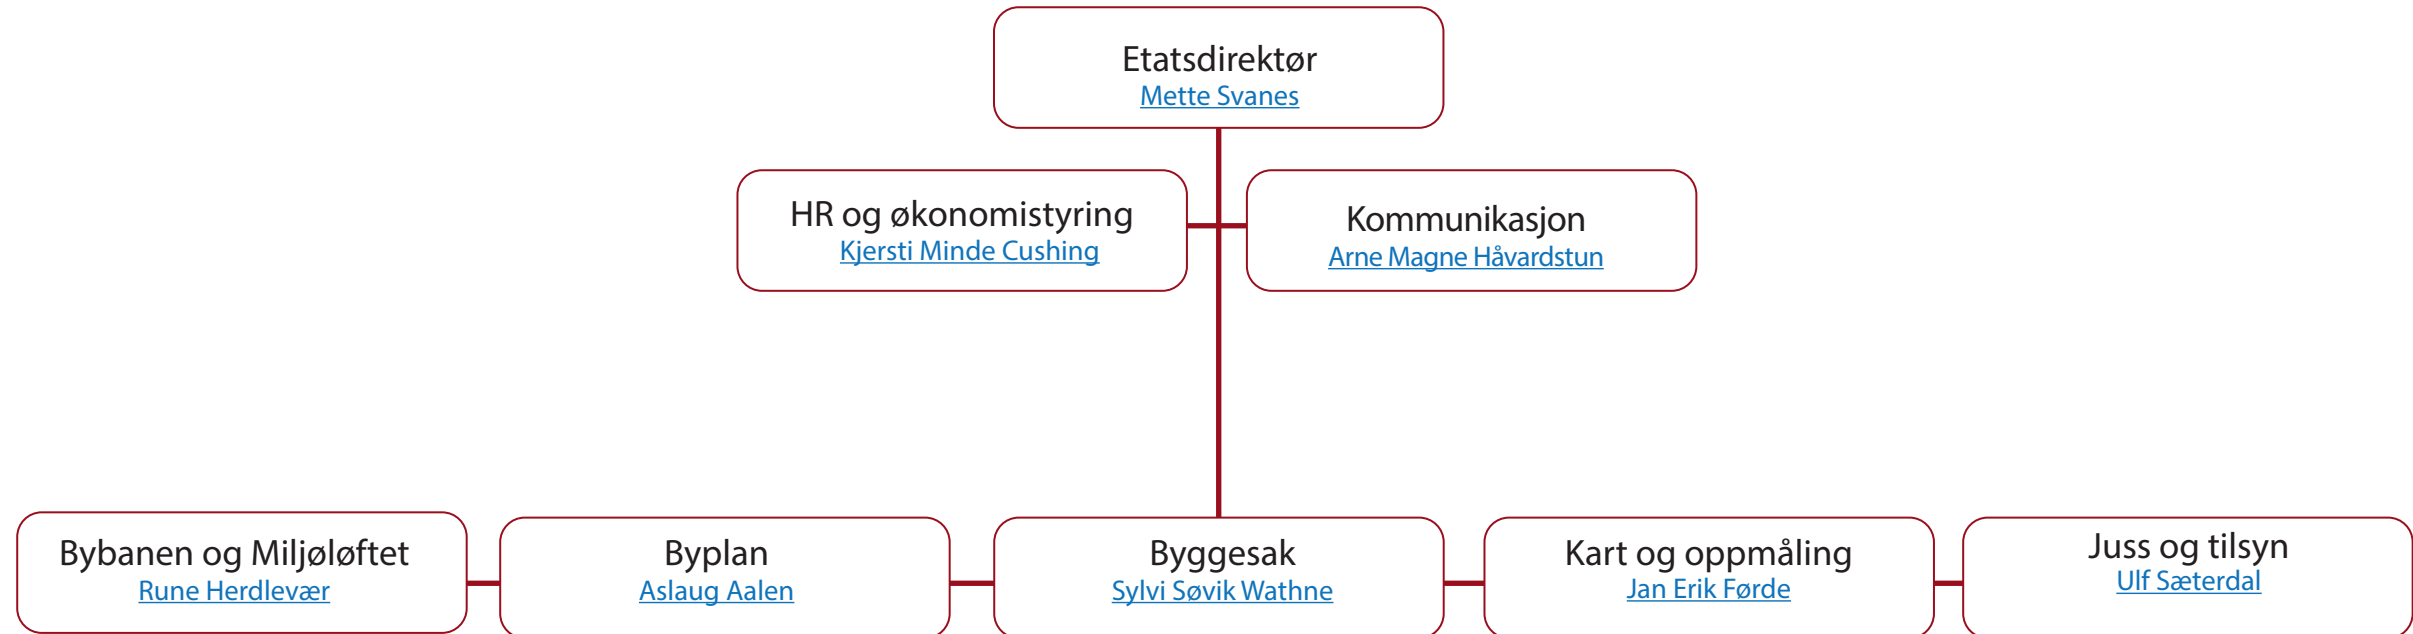 Etatsdirektør
Mette Svanes
HR og økonomistyring
Kjersti Minde Cushing
Kommunikasjon
Arne Magne Håvardstun
Bybanen og Miljøløftet
Rune Herdlevær
Byplan
Aslaug Aalen
Byggesak
Sylvi Søvik Wathne
Kart og oppmåling
Jan Erik Førde
Juss og tilsyn
Ulf Sæterdal